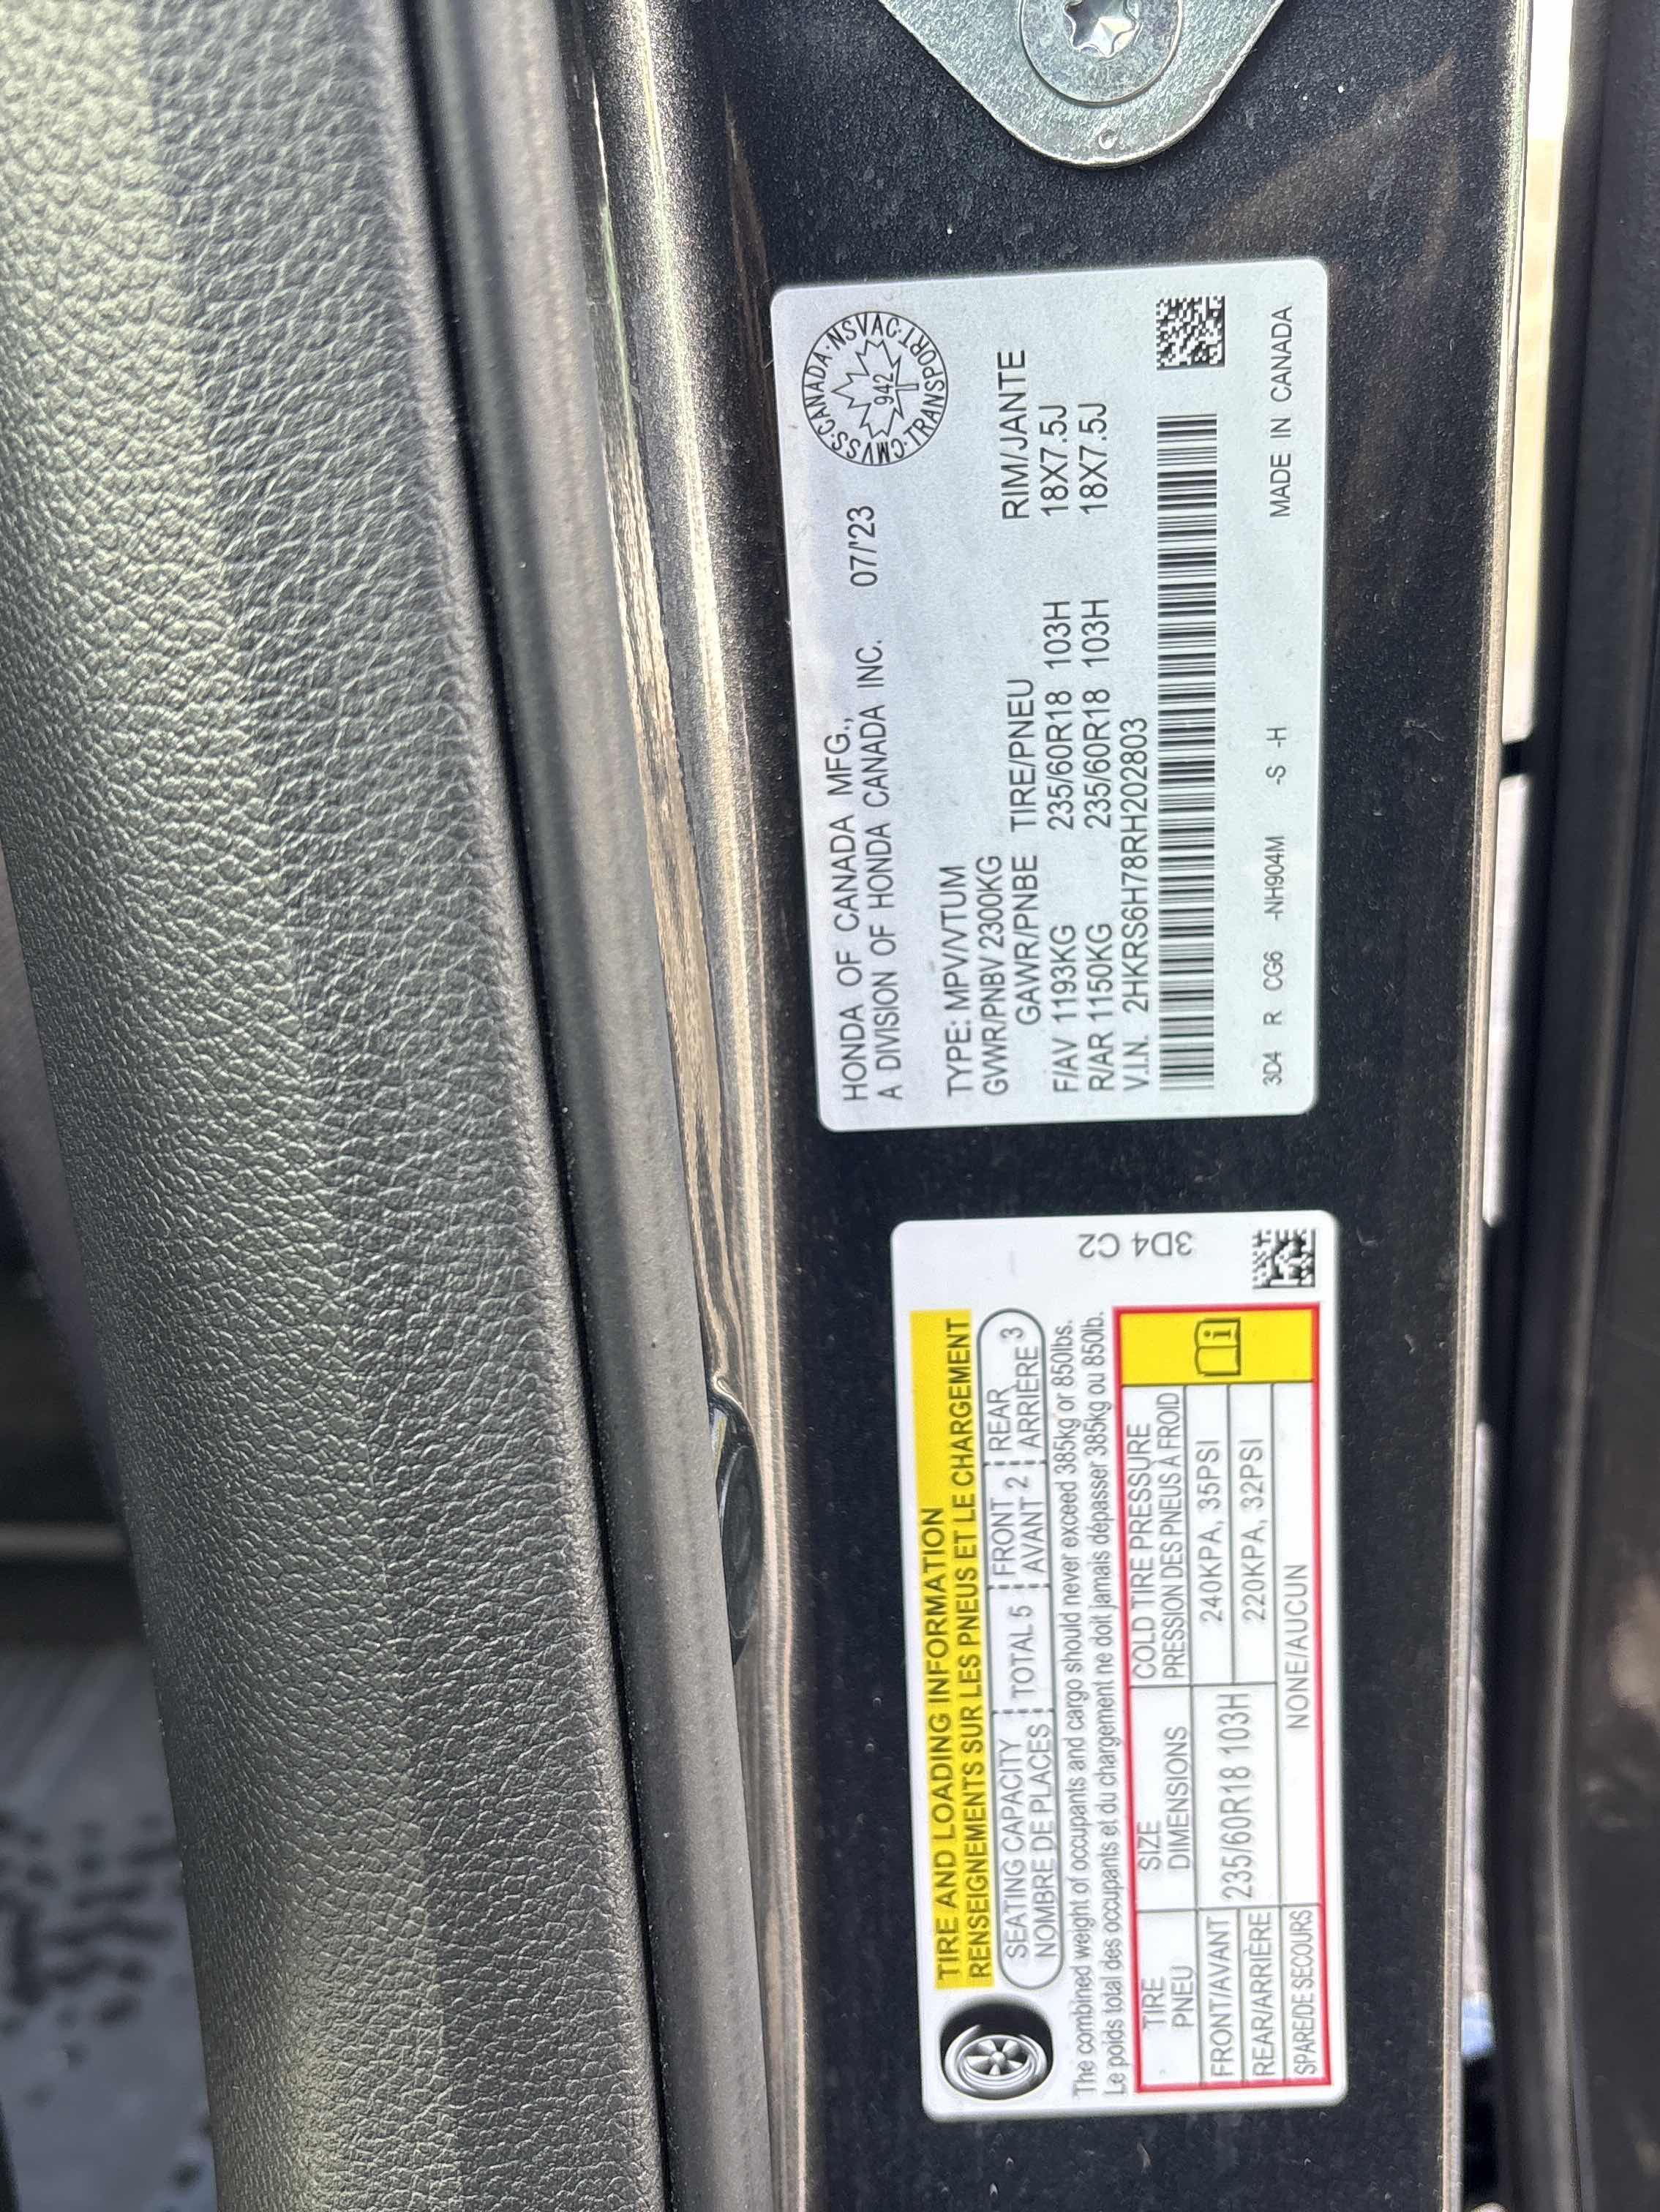 HONDA OF CANADA MFG.,
A DIVISION OF HONDA CANADA INC. 07/'23
CMVSS·CANADA·NSVAC·TRANSPORT·
942
TYPE: MPV/VTUM
GWR/PNBV 2300KG
GAWR/PNBE TIRE/PNEU RIM/JANTE
F/AV 1193KG 235/60R18 103H 18X7.5J
R/AR 1150KG 235/60R18 103H 18X7.5J
V.I.N. 2HKRS6H78RH202803
3D4 R CG6 -NH904M -S -H MADE IN CANADA
TIRE AND LOADING INFORMATION
RENSEIGNEMENTS SUR LES PNEUS ET LE CHARGEMENT
SEATING CAPACITY TOTAL 5 FRONT 2 REAR 3
NOMBRE DE PLACES AVANT ARRIÈRE
The combined weight of occupants and cargo should never exceed 385kg or 850lbs.
Le poids total des occupants et du chargement ne doit jamais dépasser 385kg ou 850lb.
TIRE SIZE COLD TIRE PRESSURE
PNEU DIMENSIONS PRESSION DES PNEUS À FROID
FRONT/AVANT 235/60R18 103H 240KPA, 35PSI
REAR/ARRIÈRE 220KPA, 32PSI
SPARE/DE SECOURS NONE/AUCUN
3D4 C2